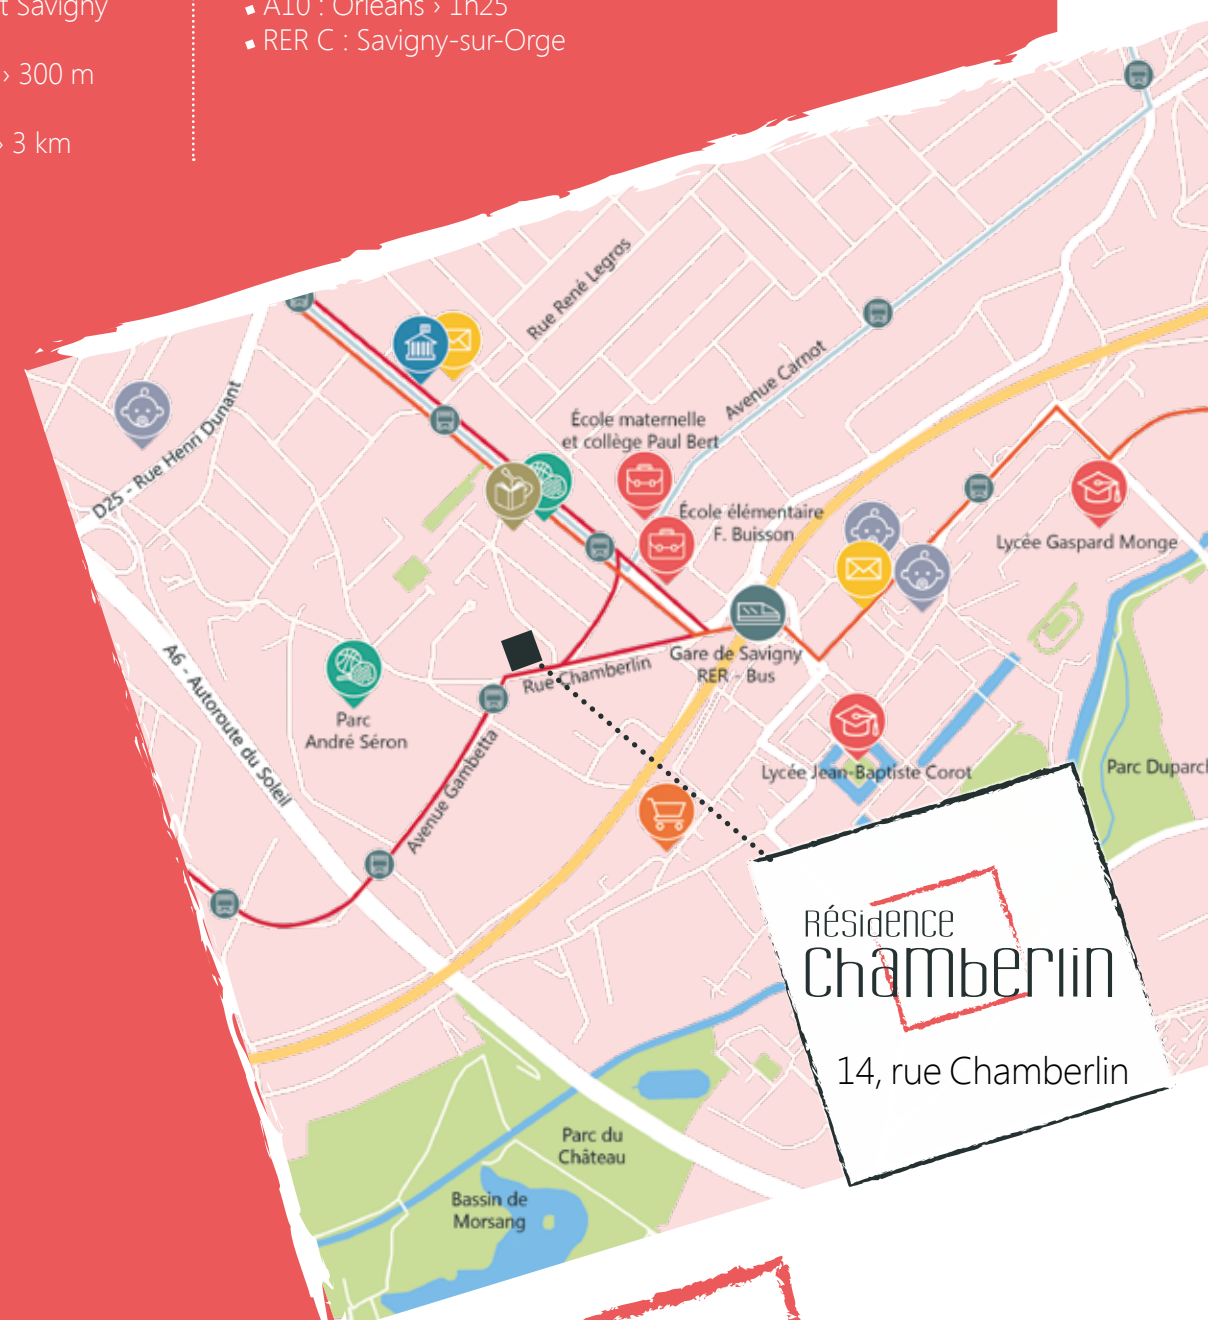 t Savigny
› 300 m
› 3 km
A10 : Orléans › 1h25
RER C : Savigny-sur-Orge
Rue René Legros
Avenue Carnot
D25 - Rue Henri Dunant
École maternelle
et collège Paul Bert
École élémentaire
F. Buisson
Lycée Gaspard Monge
A6 - Autoroute du Soleil
Parc
André Séron
Rue Chamberlin
Gare de Savigny
RER - Bus
Avenue Gambetta
Lycée Jean-Baptiste Corot
Parc Duparc
Résidence
Chamberlin
14, rue Chamberlin
Parc du
Château
Bassin de
Morsang